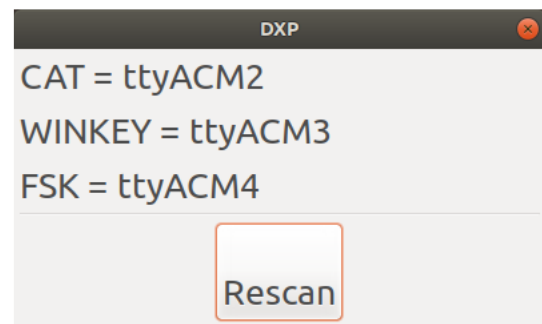 DXP
CAT = ttyACM2
WINKEY = ttyACM3
FSK = ttyACM4
Rescan